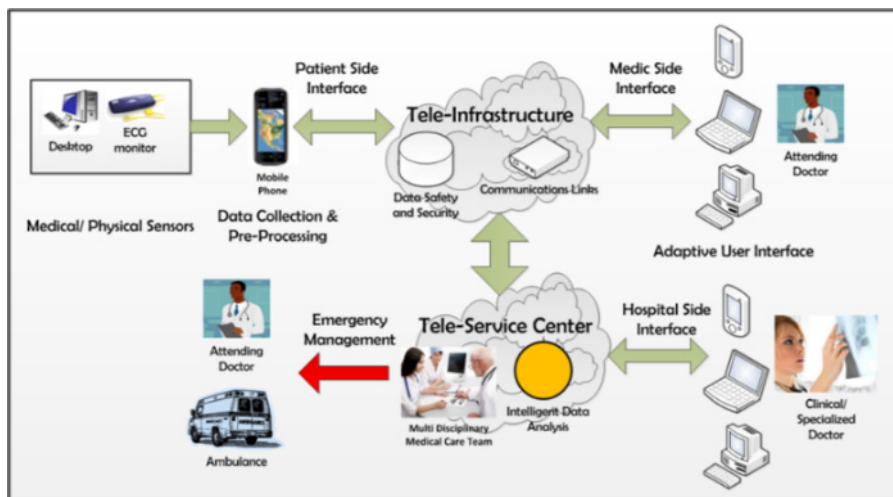 Patient Side
Interface
Medic Side
Interface
Tele-Infrastructure
Desktop
ECG
monitor
Mobile
Phone
Data Safety
and Security
Communications Links
Attending
Doctor
Medical/ Physical Sensors
Data Collection &
Pre-Processing
Adaptive User Interface
Emergency
Management
Tele-Service Center
Hospital Side
Interface
Attending
Doctor
Ambulance
Multi Disciplinary
Medical Care Team
Intelligent Data
Analysis
Clinical/
Specialized
Doctor